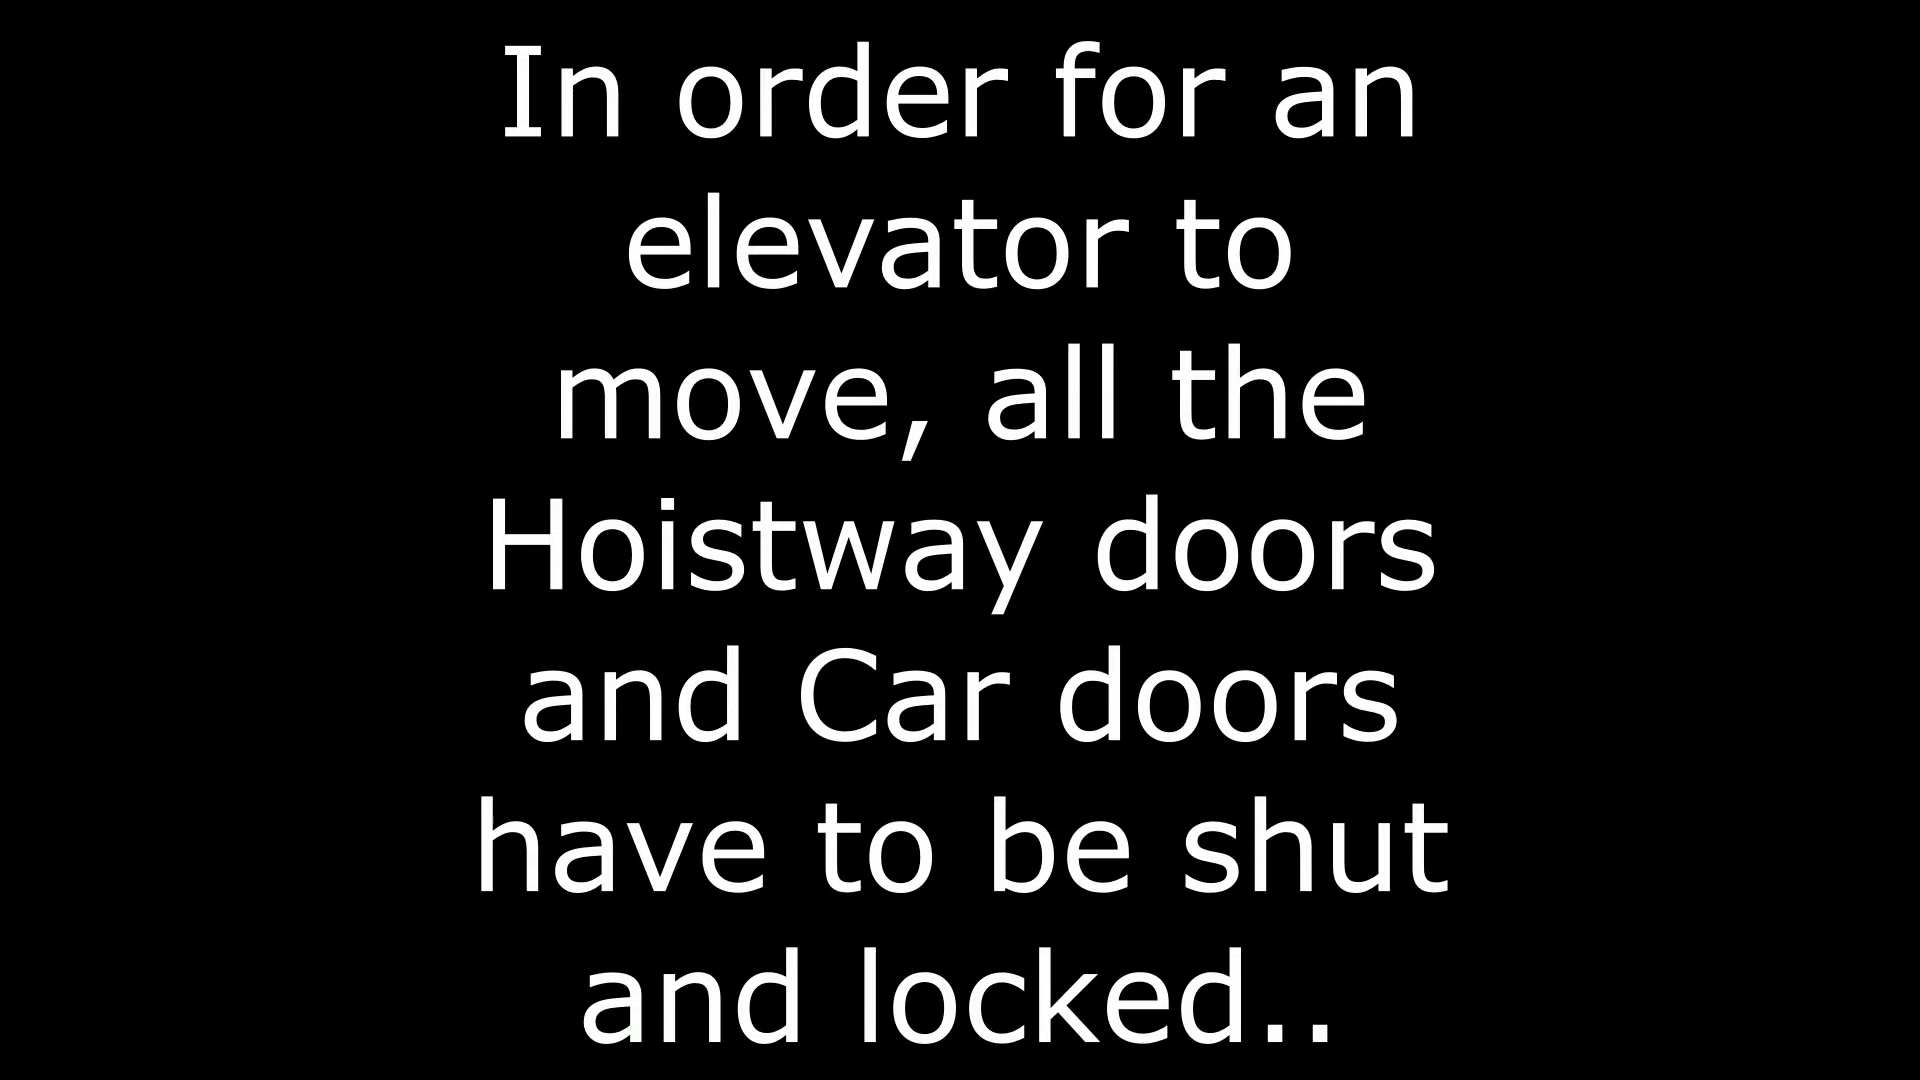 In order for an
elevator to
move, all the
Hoistway doors
and Car doors
have to be shut
and locked..